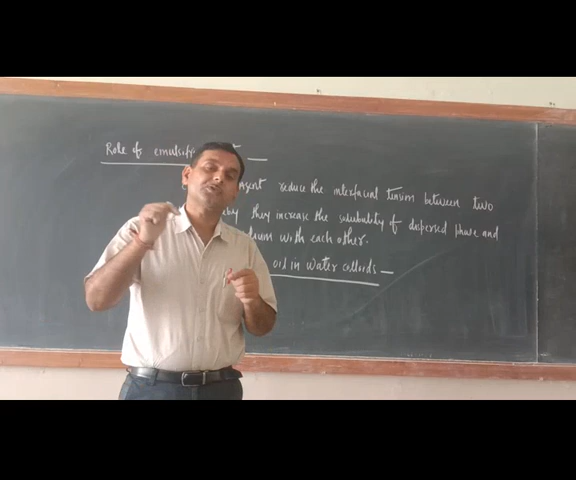 Role of emulsify
agent reduce the interfacial tension between two
they increase the solubility of dispersed phase and
with each other.
oil in water colloids —